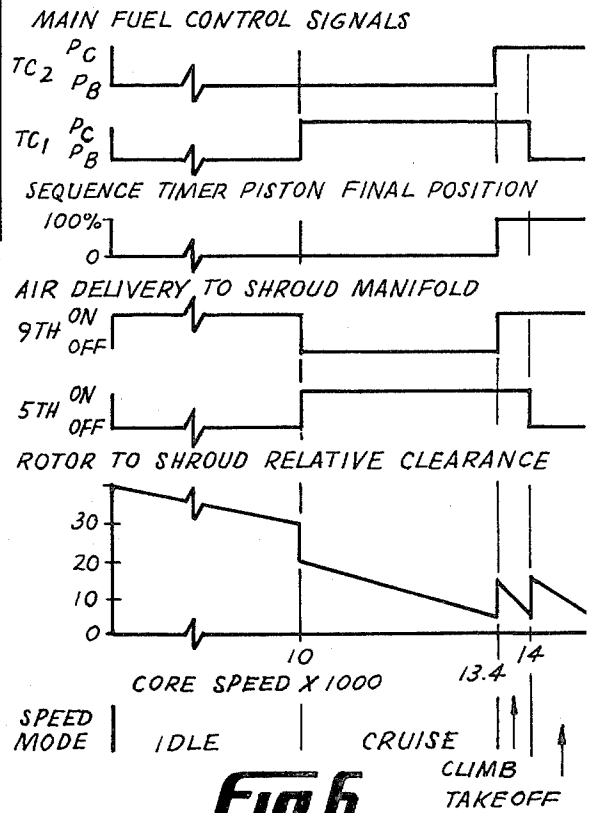 MAIN FUEL CONTROL SIGNALS
TC2 PC
PB
TC1 PC
PB
SEQUENCE TIMER PISTON FINAL POSITION
100%
0
AIR DELIVERY TO SHROUD MANIFOLD
9TH ON
OFF
5TH ON
OFF
ROTOR TO SHROUD RELATIVE CLEARANCE
30
20
10
0
10 13.4 14
CORE SPEED X 1000
SPEED MODE IDLE CRUISE
CLIMB
TAKEOFF
Fig 6